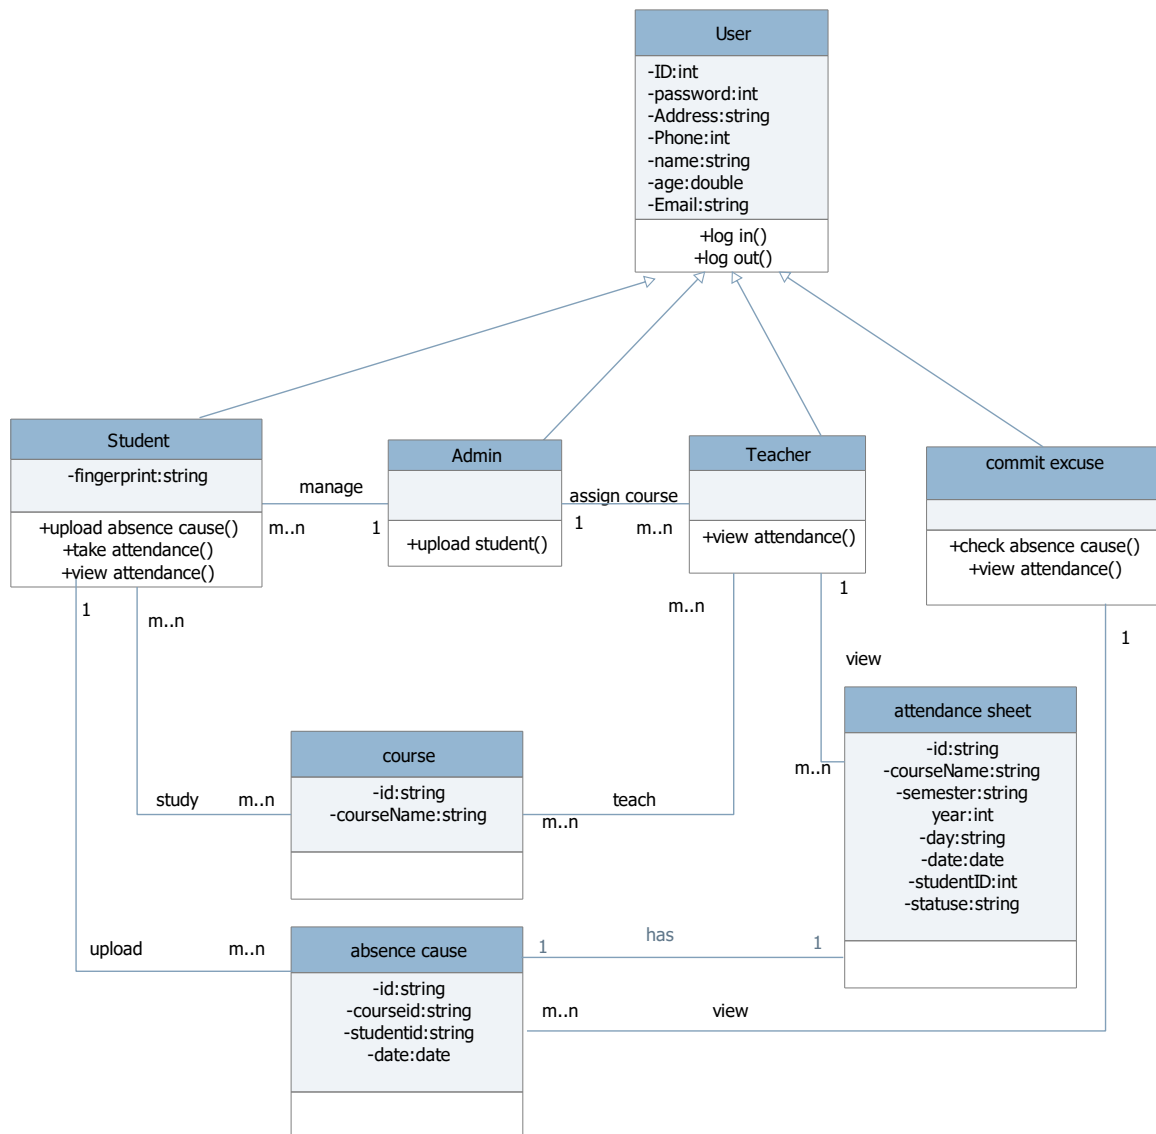 User
-ID:int
-password:int
-Address:string
-Phone:int
-name:string
-age:double
-Email:string
+log in()
+log out()
Student
-fingerprint:string
+upload absence cause()
+take attendance()
+view attendance()
manage
m..n
1
Admin
+upload student()
assign course
1
m..n
Teacher
+view attendance()
commit excuse
+check absence cause()
+view attendance()
1
m..n
m..n
1
1
view
study
m..n
course
-id:string
-courseName:string
teach
m..n
m..n
attendance sheet
-id:string
-courseName:string
-semester:string
year:int
-day:string
-date:date
-studentID:int
-statuse:string
upload
m..n
absence cause
-id:string
-courseid:string
-studentid:string
-date:date
1
has
1
m..n
view